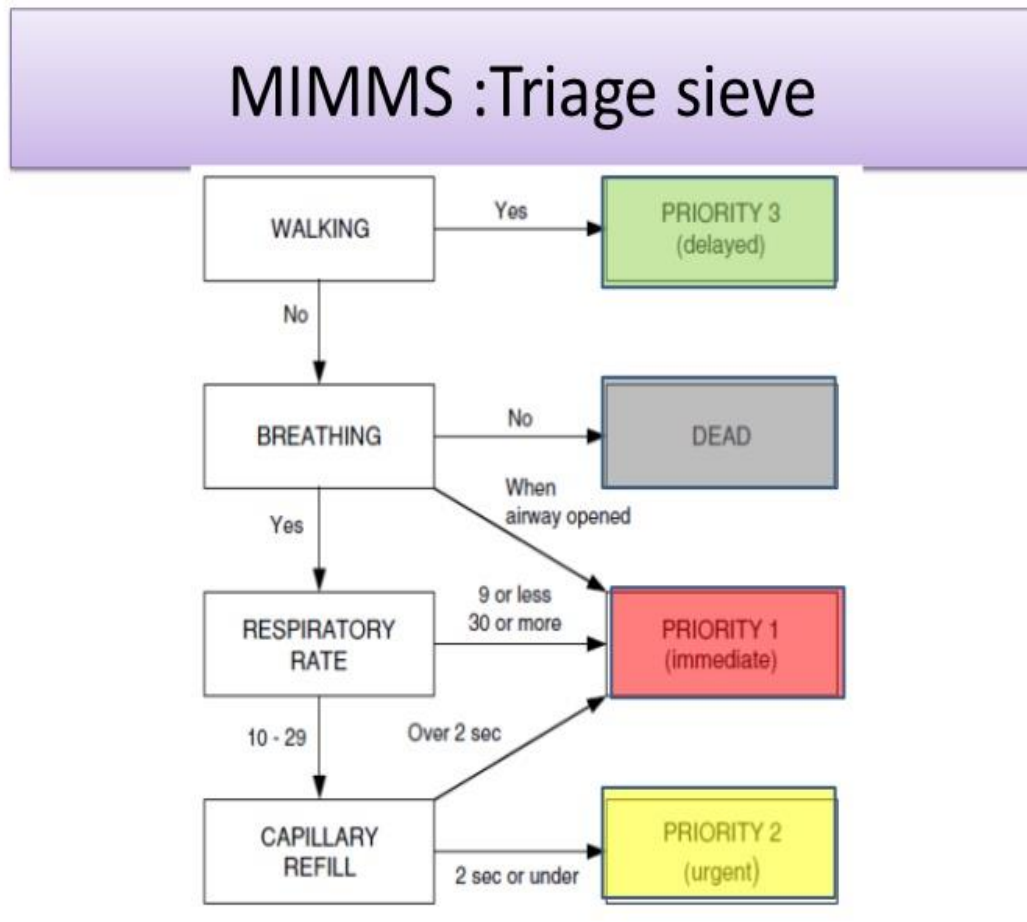 MIMMS :Triage sieve
WALKING
Yes
PRIORITY 3
(delayed)
No
BREATHING
No
DEAD
When
airway opened
Yes
RESPIRATORY
RATE
9 or less
30 or more
PRIORITY 1
(immediate)
10 - 29
Over 2 sec
CAPILLARY
REFILL
2 sec or under
PRIORITY 2
(urgent)